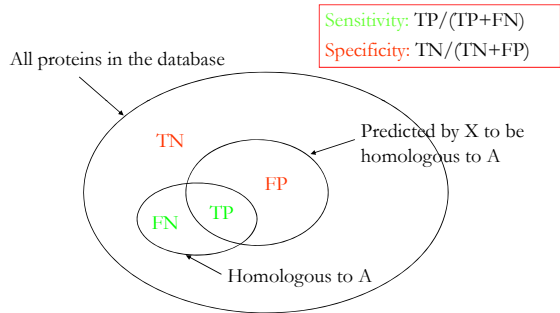 Sensitivity: TP/(TP+FN)
Specificity: TN/(TN+FP)
All proteins in the database
Predicted by X to be
homologous to A
TN
FP
TP
FN
Homologous to A